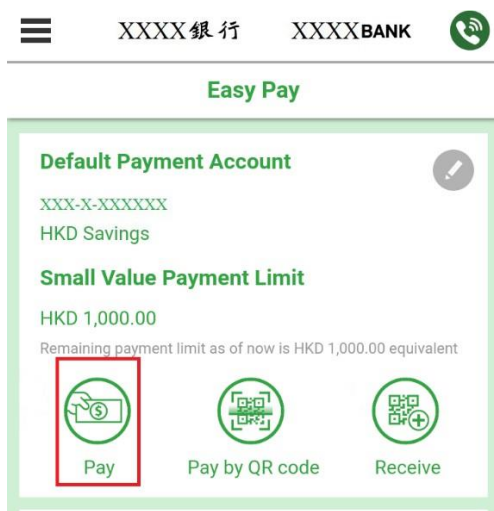 XXXX銀行 XXXX BANK
Easy Pay
Default Payment Account
XXX-X-XXXXXX
HKD Savings
Small Value Payment Limit
HKD 1,000.00
Remaining payment limit as of now is HKD 1,000.00 equivalent
Pay Pay by QR code Receive